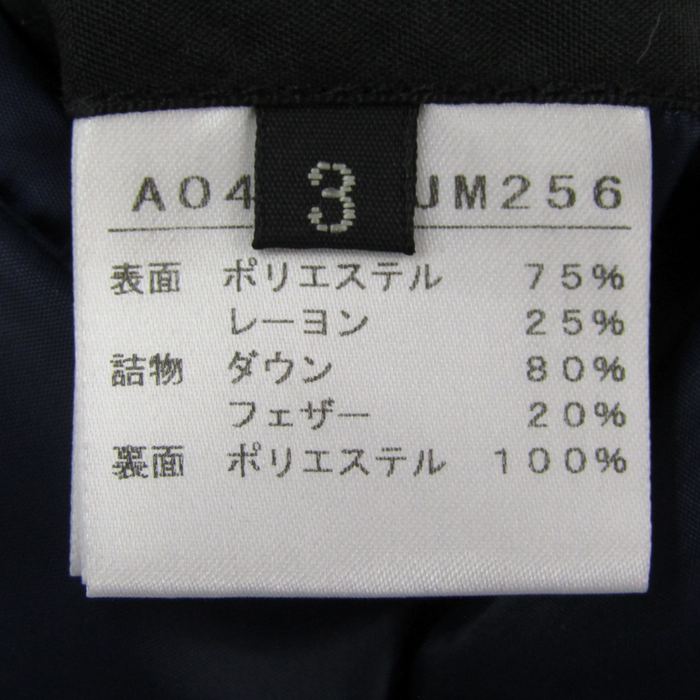 3
A04 JM256
表面 ポリエステル 75%
レーヨン 25%
詰物 ダウン 80%
フェザー 20%
裏面 ポリエステル 100%